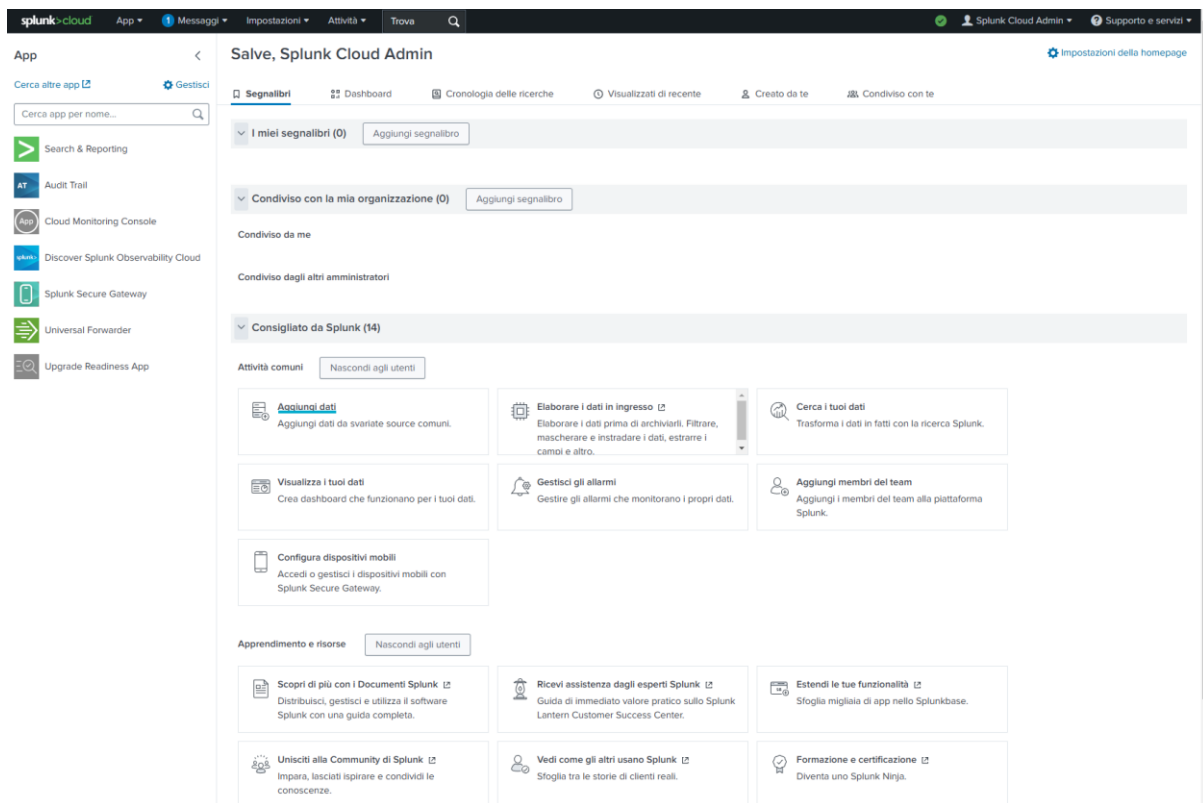 splunk>cloud App 1 Messaggi Impostazioni Attività Trova Splunk Cloud Admin Supporto e servizi
App
Cerca altre app Gestisci
Cerca app per nome...
Search & Reporting
AT Audit Trail
App Cloud Monitoring Console
splunk> Discover Splunk Observability Cloud
Splunk Secure Gateway
Universal Forwarder
Upgrade Readiness App
Salve, Splunk Cloud Admin
Impostazioni della homepage
Segnalibri Dashboard Cronologia delle ricerche Visualizzati di recente Creato da te Condiviso con te
I miei segnalibri (0) Aggiungi segnalibro
Condiviso con la mia organizzazione (0) Aggiungi segnalibro
Condiviso da me
Condiviso dagli altri amministratori
Consigliato da Splunk (14)
Attività comuni Nascondi agli utenti
Aggiungi dati
Aggiungi dati da svariate source comuni.
Elaborare i dati in ingresso
Elaborare i dati prima di archiviarli. Filtrare,
mascherare e instradare i dati, estrarre i
campi e altro.
Cerca i tuoi dati
Trasforma i dati in fatti con la ricerca Splunk.
Visualizza i tuoi dati
Crea dashboard che funzionano per i tuoi dati.
Gestisci gli allarmi
Gestire gli allarmi che monitorano i propri dati.
Aggiungi membri del team
Aggiungi i membri del team alla piattaforma
Splunk.
Configura dispositivi mobili
Accedi o gestisci i dispositivi mobili con
Splunk Secure Gateway.
Apprendimento e risorse Nascondi agli utenti
Scopri di più con i Documenti Splunk
Distribuisci, gestisci e utilizza il software
Splunk con una guida completa.
Ricevi assistenza dagli esperti Splunk
Guida di immediato valore pratico sullo Splunk
Lantern Customer Success Center.
Estendi le tue funzionalità
Sfoglia migliaia di app nello Splunkbase.
Unisciti alla Community di Splunk
Impara, lasciati ispirare e condividi le
conoscenze.
Vedi come gli altri usano Splunk
Sfoglia tra le storie di clienti reali.
Formazione e certificazione
Diventa uno Splunk Ninja.